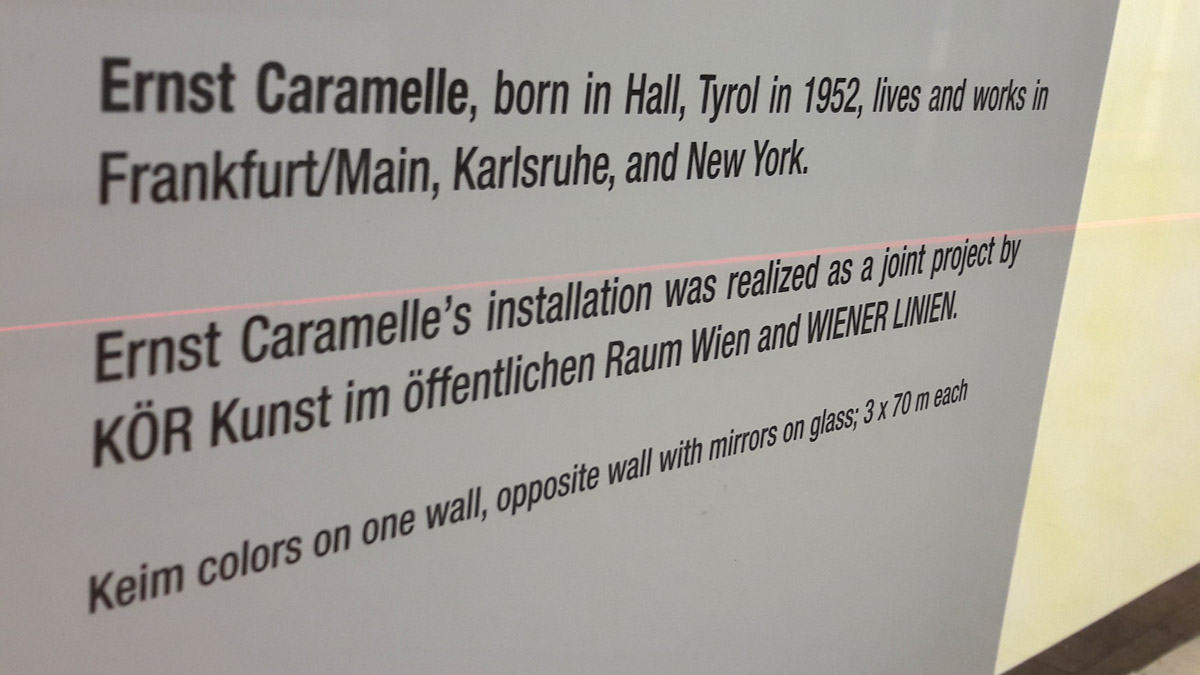 Ernst Caramelle, born in Hall, Tyrol in 1952, lives and works in
Frankfurt/Main, Karlsruhe, and New York.
Ernst Caramelle’s installation was realized as a joint project by
KÖR Kunst im öffentlichen Raum Wien and WIENER LINIEN.
Keim colors on one wall, opposite wall with mirrors on glass; 3 x 70 m each